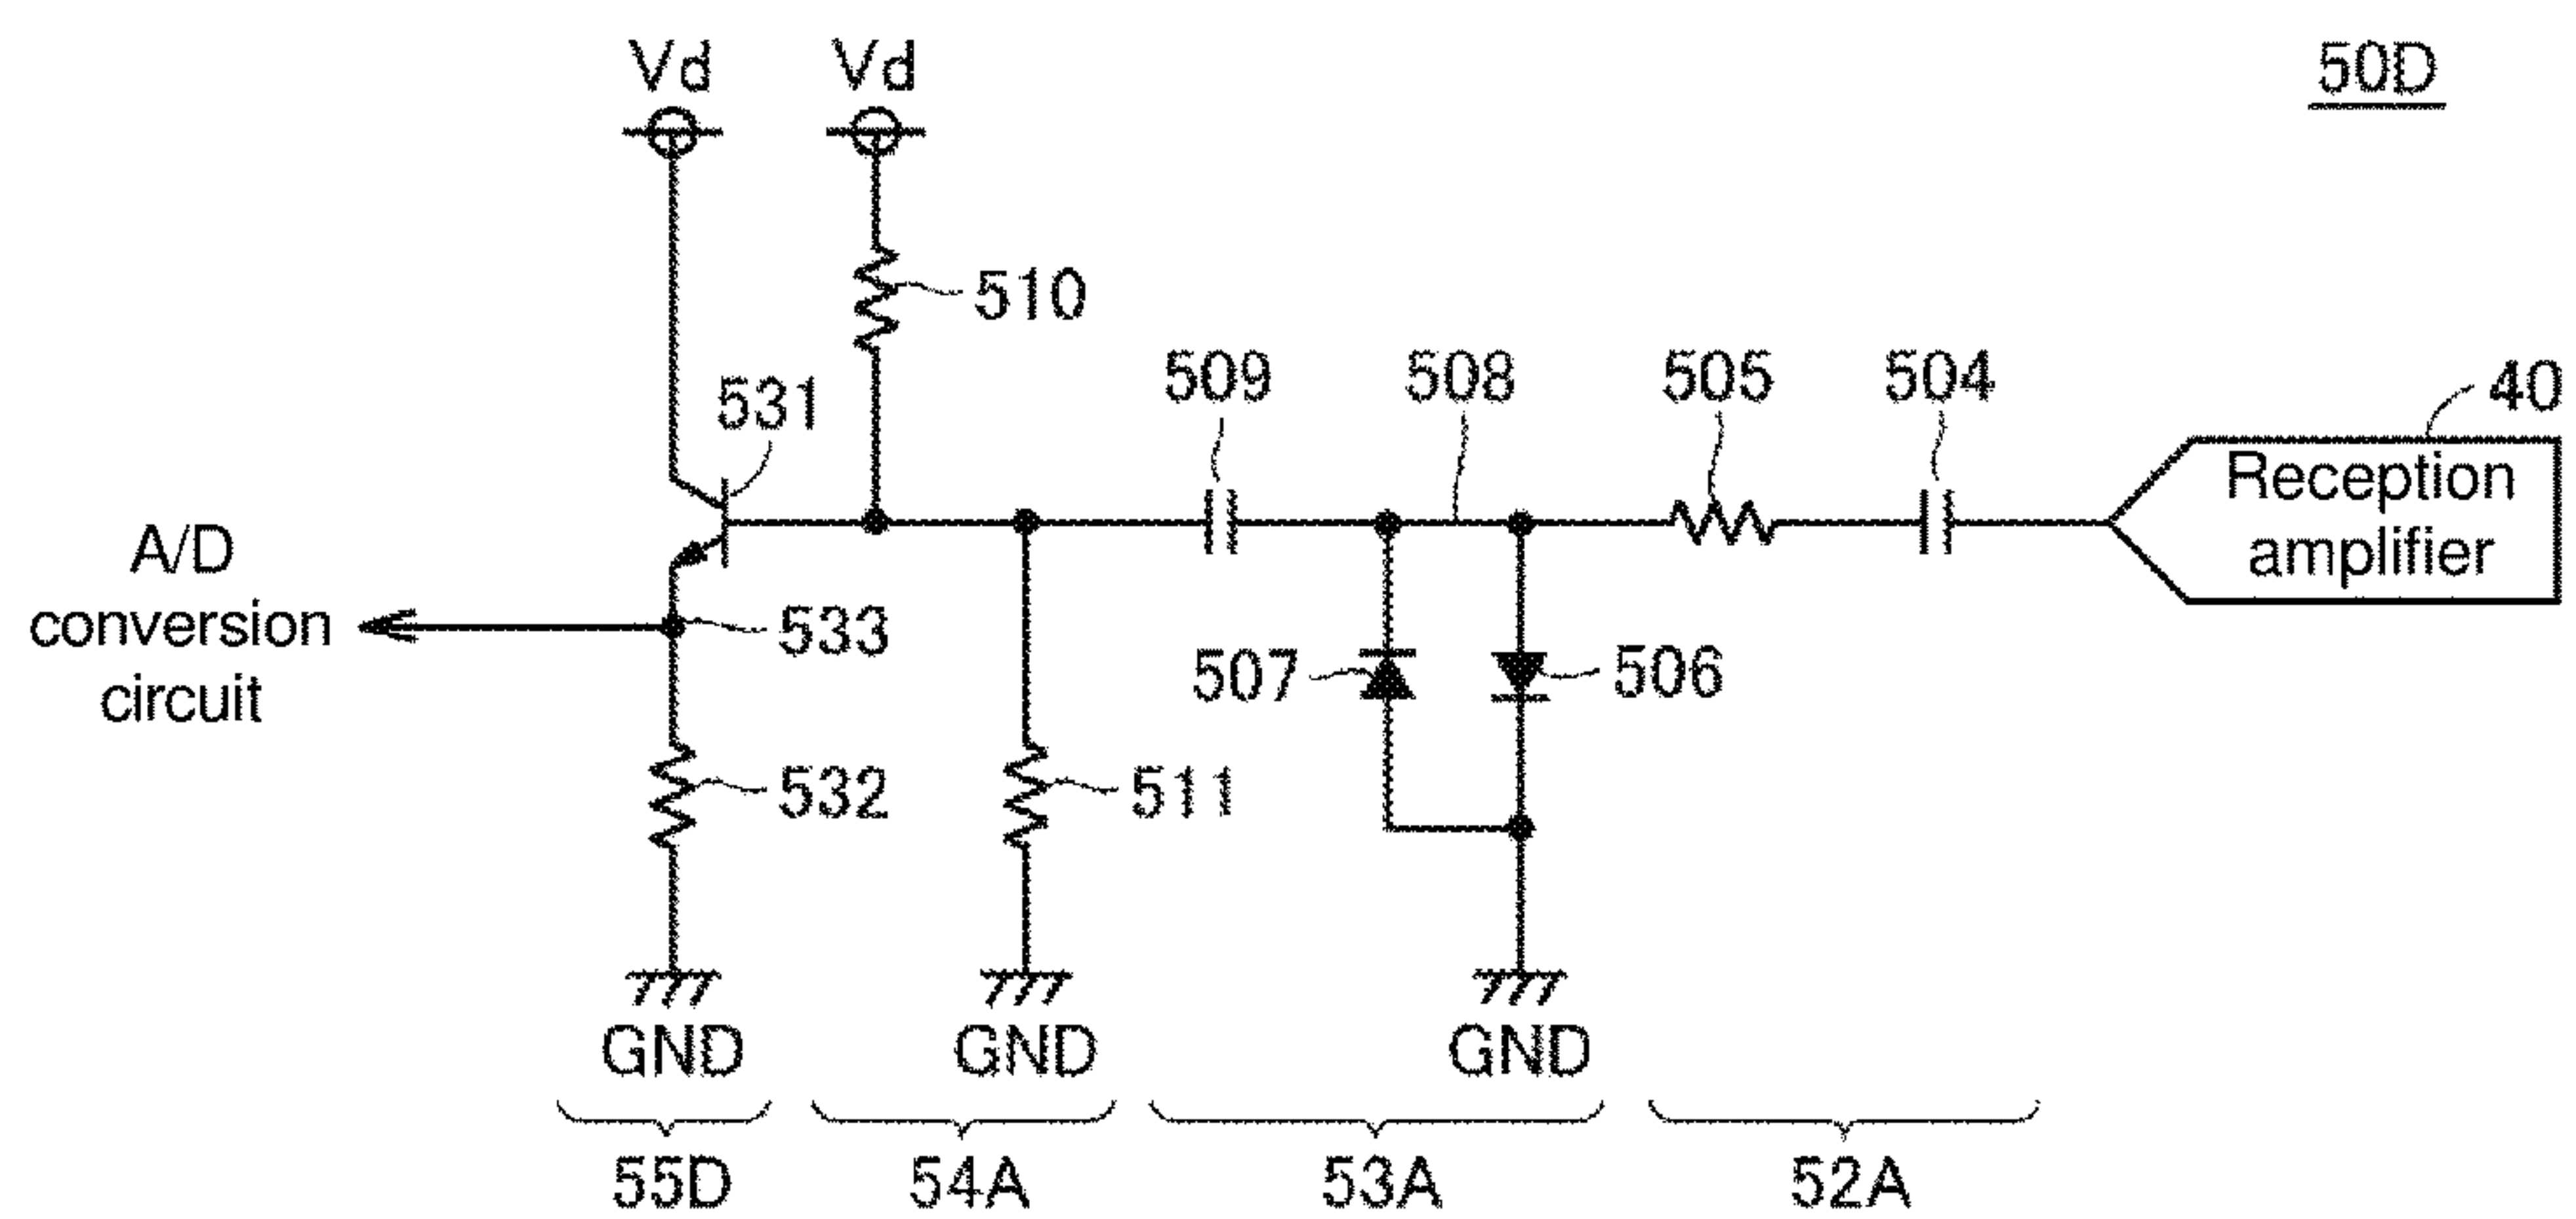 Vd
Vd
50D
510
531
509
508
505
504
40
Reception
amplifier
A/D
conversion
circuit
533
507
506
532
511
GND
GND
GND
55D
54A
53A
52A